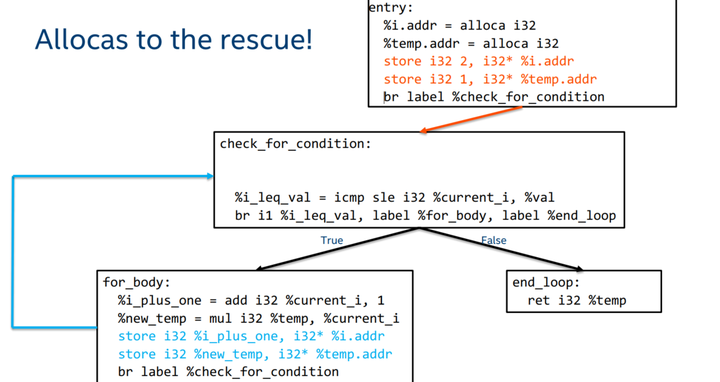 Allocas to the rescue!
entry:
%i.addr = alloca i32
%temp.addr = alloca i32
store i32 2, i32* %i.addr
store i32 1, i32* %temp.addr
br label %check_for_condition
check_for_condition:
%i_leq_val = icmp sle i32 %current_i, %val
br i1 %i_leq_val, label %for_body, label %end_loop
True
False
for_body:
%i_plus_one = add i32 %current_i, 1
%new_temp = mul i32 %temp, %current_i
store i32 %i_plus_one, i32* %i.addr
store i32 %new_temp, i32* %temp.addr
br label %check_for_condition
end_loop:
ret i32 %temp